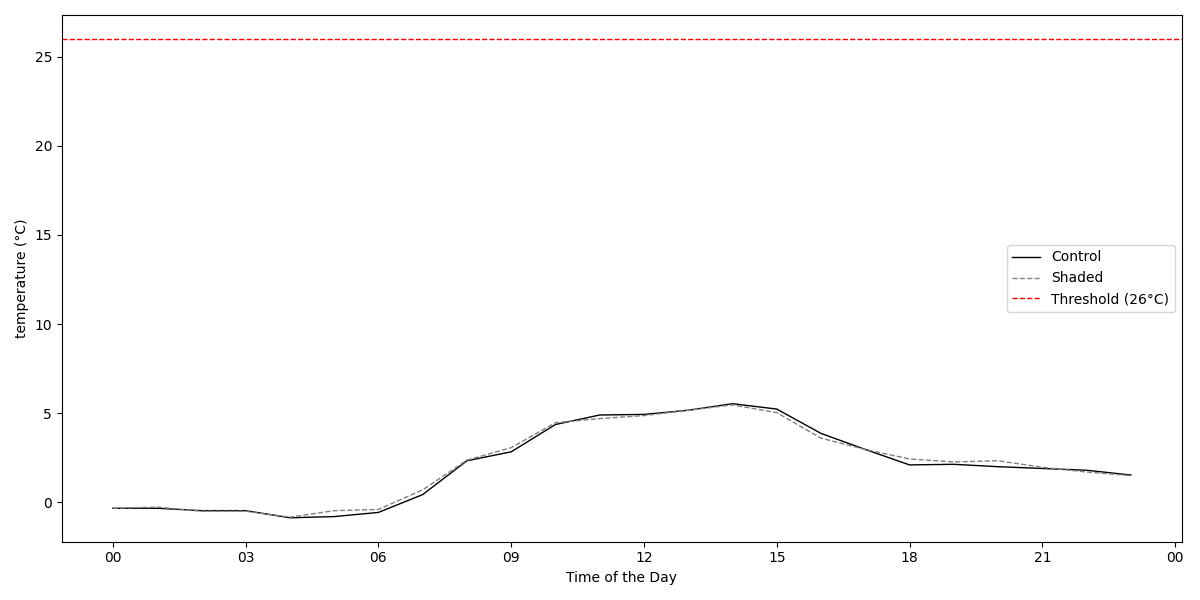 25
20
15
10
5
0
temperature (°C)
Control
Shaded
Threshold (26°C)
00 03 06 09 12 15 18 21 00
Time of the Day